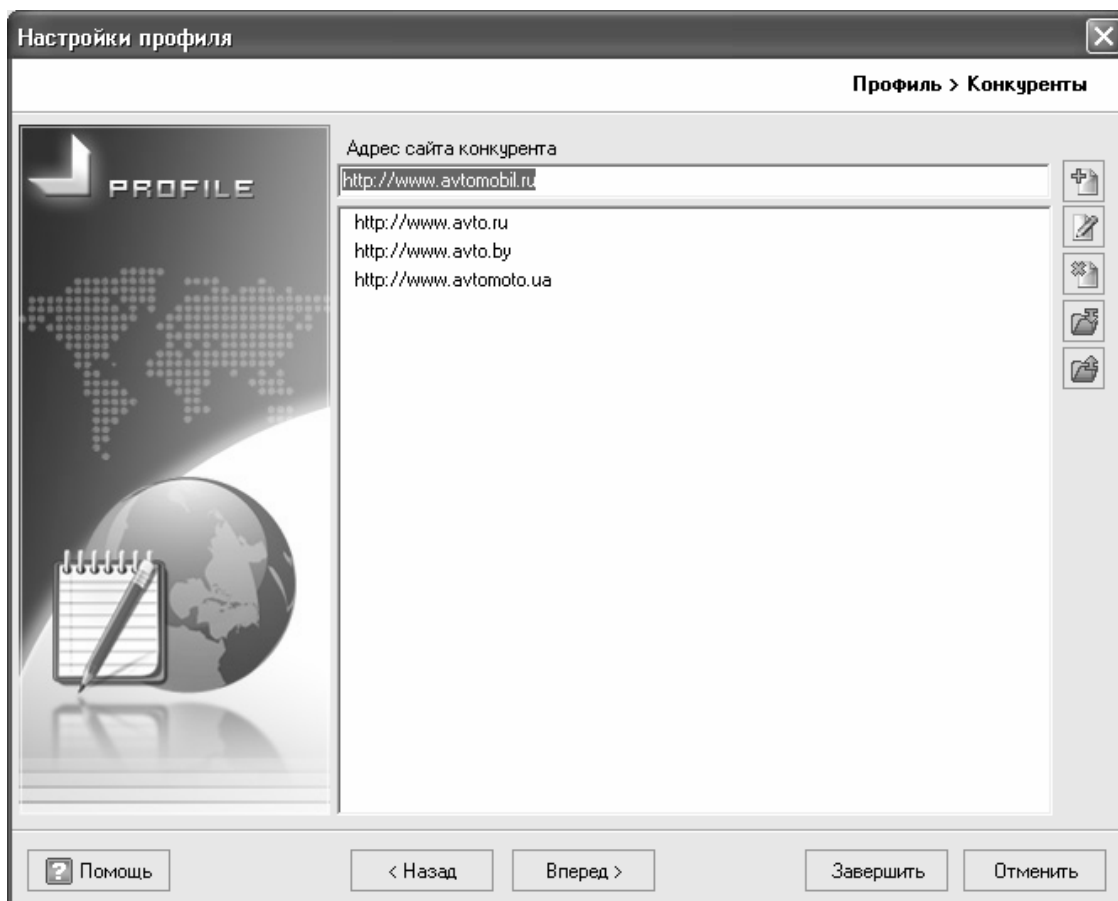 Настройки профиля
Профиль > Конкуренты
PROFILE
Адрес сайта конкурента
http://www.avtomobil.ru
http://www.avto.ru
http://www.avto.by
http://www.avtomoto.ua
Помощь
< Назад
Вперед >
Завершить
Отменить